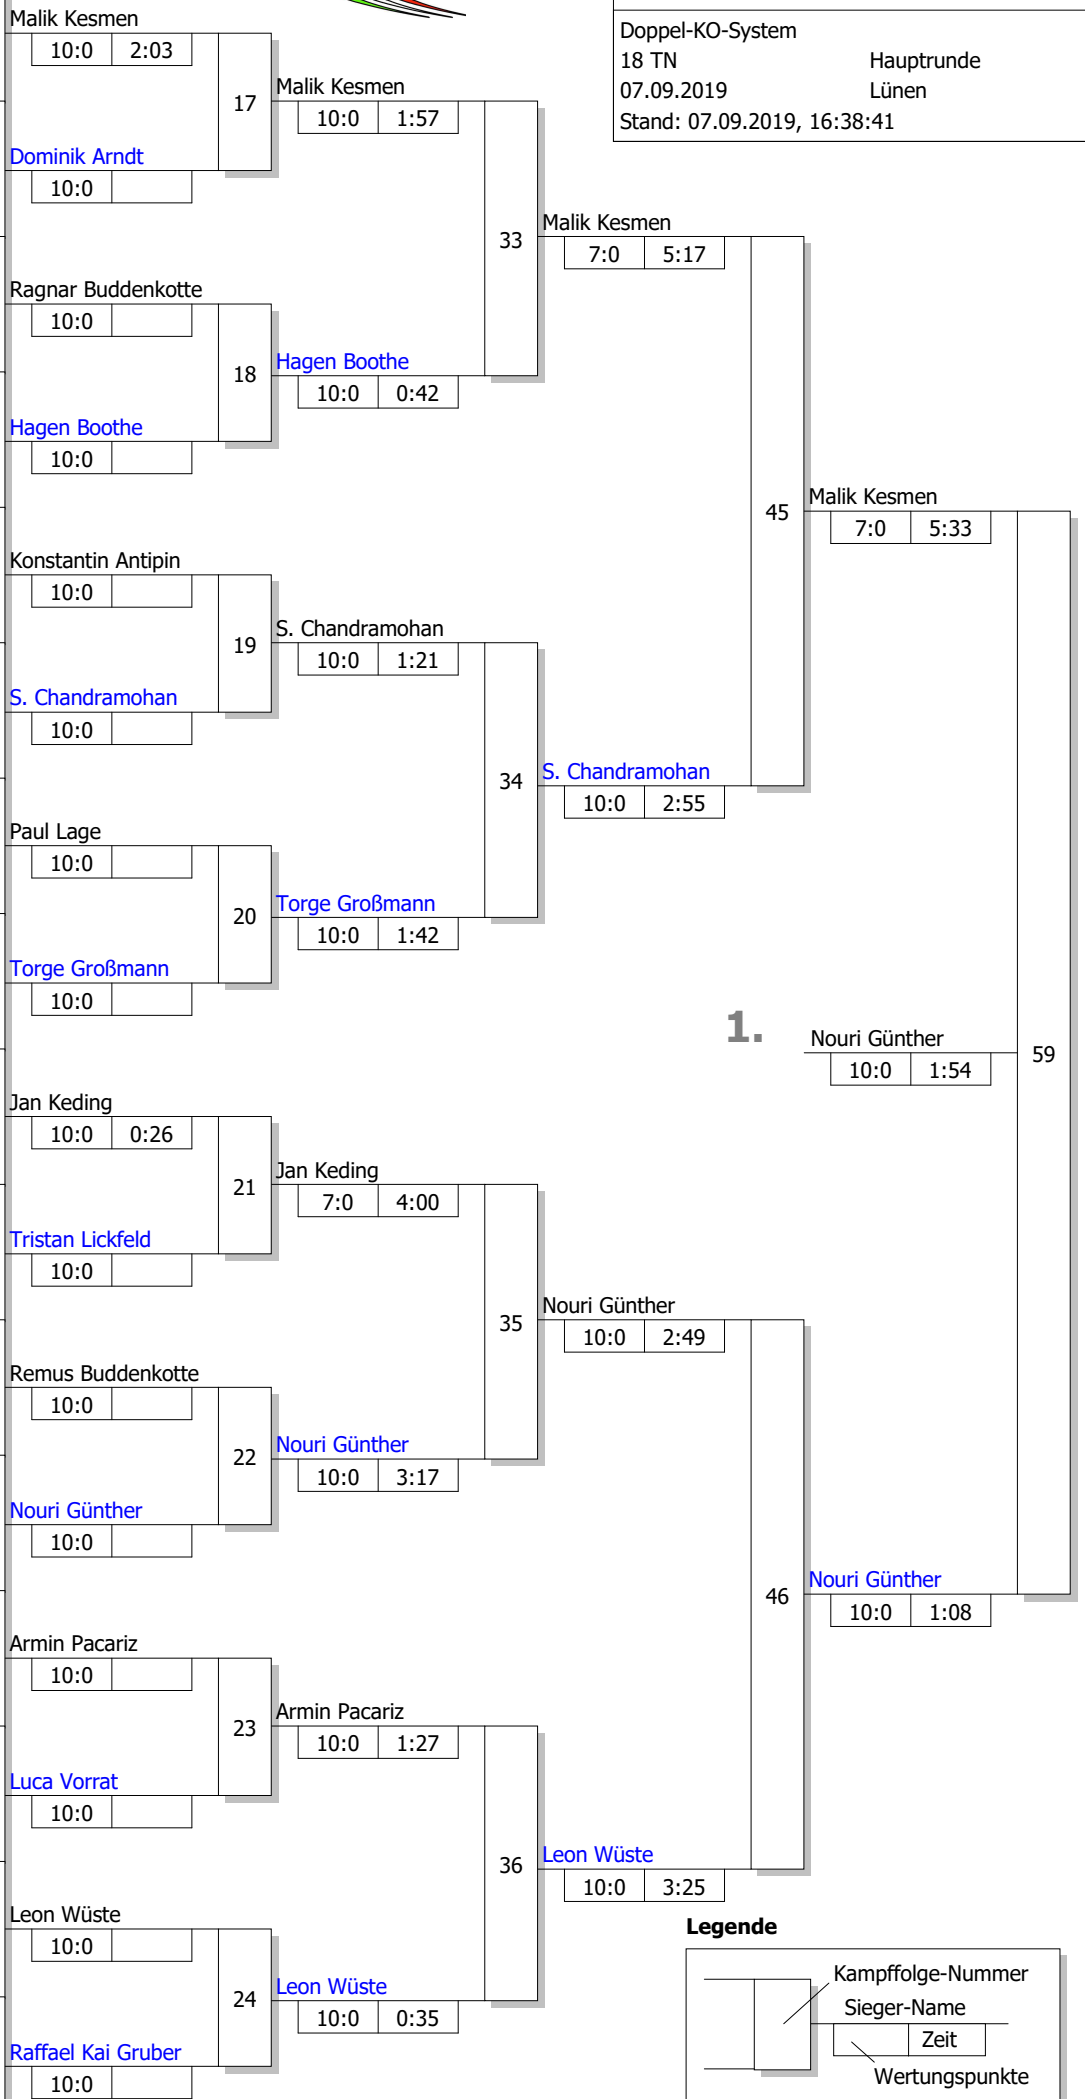 Doppel-KO-System
18 TN Hauptrunde
07.09.2019 Lünen
Stand: 07.09.2019, 16:38:41
Malik Kesmen
10:0 2:03
17
Dominik Arndt
10:0
Malik Kesmen
10:0 1:57
Ragnar Buddenkotte
10:0
18
Hagen Boothe
10:0
Hagen Boothe
10:0 0:42
33
Malik Kesmen
7:0 5:17
Konstantin Antipin
10:0
19
S. Chandramohan
10:0
S. Chandramohan
10:0 1:21
Paul Lage
10:0
20
Torge Großmann
10:0
Torge Großmann
10:0 1:42
34
S. Chandramohan
10:0 2:55
45
Malik Kesmen
7:0 5:33
1.
Nouri Günther
10:0 1:54
59
Jan Keding
10:0 0:26
21
Tristan Lickfeld
10:0
Jan Keding
7:0 4:00
Remus Buddenkotte
10:0
22
Nouri Günther
10:0
Nouri Günther
10:0 3:17
35
Nouri Günther
10:0 2:49
Armin Pacariz
10:0
23
Luca Vorrat
10:0
Armin Pacariz
10:0 1:27
Leon Wüste
10:0
24
Raffael Kai Gruber
10:0
Leon Wüste
10:0 0:35
36
Leon Wüste
10:0 3:25
46
Nouri Günther
10:0 1:08
Legende
Kampffolge-Nummer
Sieger-Name
Zeit
Wertungspunkte